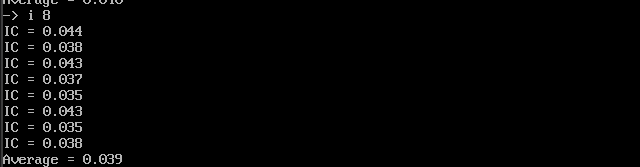 -> i 8
IC = 0.044
IC = 0.038
IC = 0.043
IC = 0.037
IC = 0.035
IC = 0.043
IC = 0.035
IC = 0.038
Average = 0.039